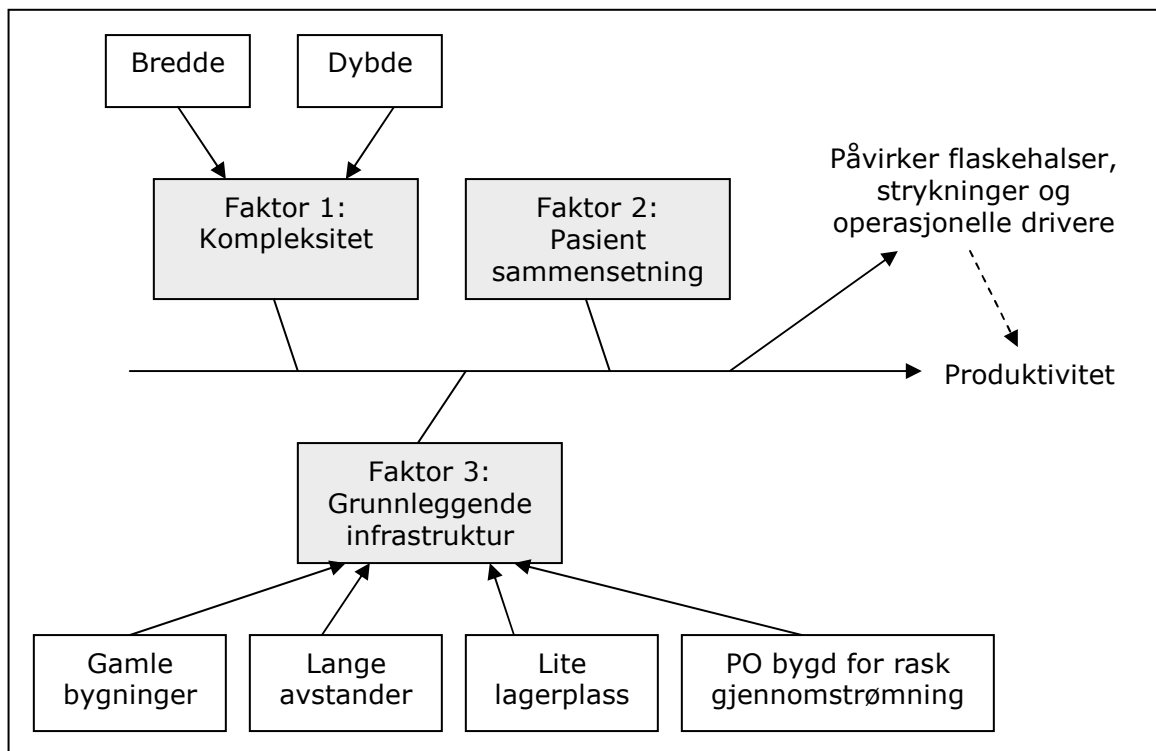 Bredde
Dybde
Påvirker flaskehalser,
strykninger og
operasjonelle drivere
Faktor 1:
Kompleksitet
Faktor 2:
Pasient
sammensetning
Produktivitet
Faktor 3:
Grunnleggende
infrastruktur
Gamle
bygninger
Lange
avstander
Lite
lagerplass
PO bygd for rask
gjennomstrømning